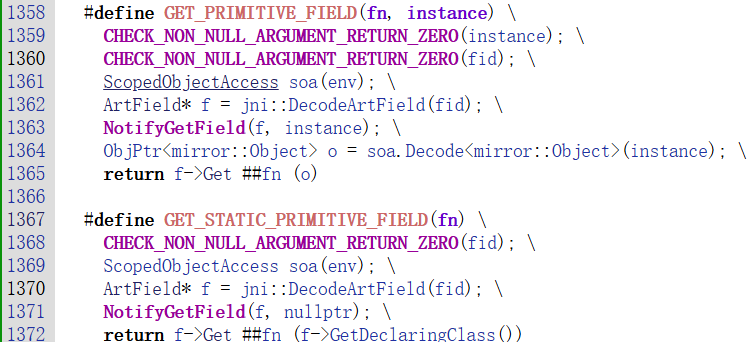 1358 #define GET_PRIMITIVE_FIELD(fn, instance) \
1359 CHECK_NON_NULL_ARGUMENT_RETURN_ZERO(instance); \
1360 CHECK_NON_NULL_ARGUMENT_RETURN_ZERO(fid); \
1361 ScopedObjectAccess soa(env); \
1362 ArtField* f = jni::DecodeArtField(fid); \
1363 NotifyGetField(f, instance); \
1364 ObjPtr<mirror::Object> o = soa.Decode<mirror::Object>(instance); \
1365 return f->Get ##fn (o)
1366
1367 #define GET_STATIC_PRIMITIVE_FIELD(fn) \
1368 CHECK_NON_NULL_ARGUMENT_RETURN_ZERO(fid); \
1369 ScopedObjectAccess soa(env); \
1370 ArtField* f = jni::DecodeArtField(fid); \
1371 NotifyGetField(f, nullptr); \
1372 return f->Get ##fn (f->GetDeclaringClass())